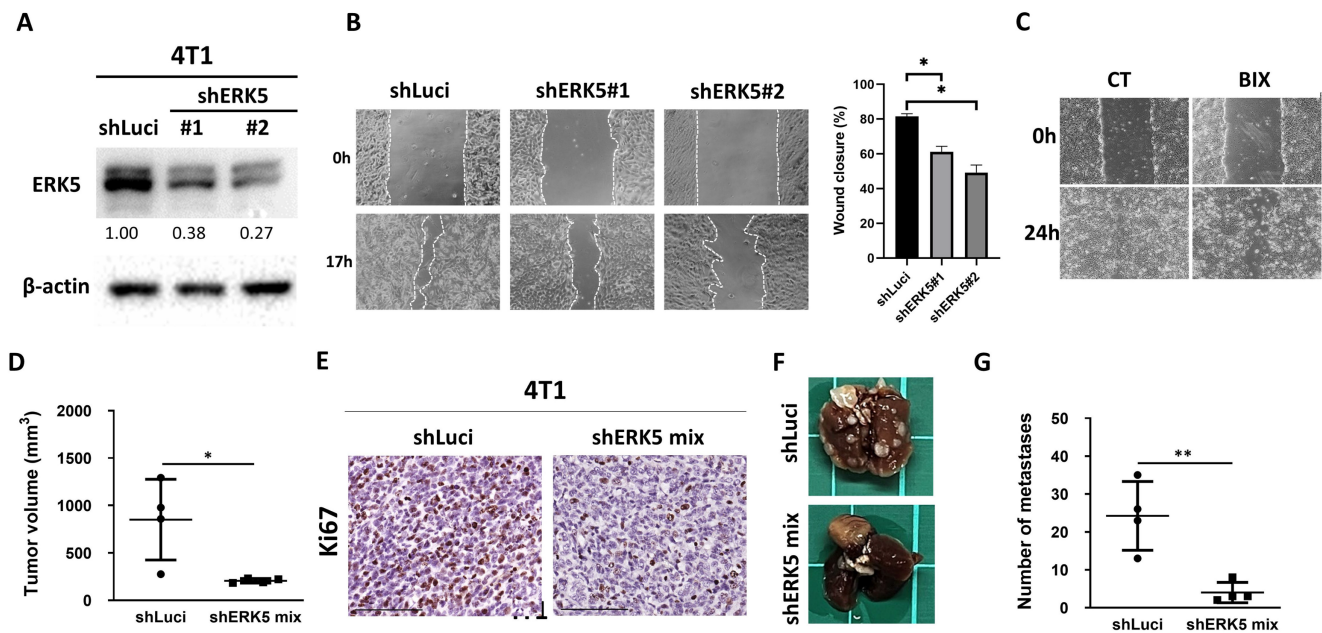 A
4T1
shERK5
shLuci #1 #2
ERK5
1.00 0.38 0.27
β-actin
B
shLuci shERK5#1 shERK5#2
0h
17h
Wound closure (%)
100
80
60
40
20
0
* 
*
shLuci
shERK5#1
shERK5#2
C
CT BIX
0h
24h
D
Tumor volume (mm³)
2000
1500
1000
500
0
*
shLuci shERK5 mix
E
4T1
shLuci shERK5 mix
Ki67
F
shLuci
shERK5 mix
G
Number of metastases
50
40
30
20
10
0
**
shLuci shERK5 mix